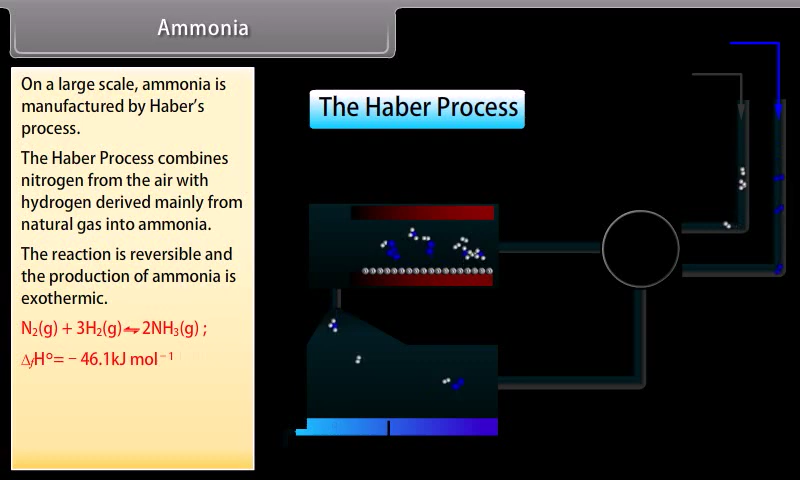 Ammonia
On a large scale, ammonia is
manufactured by Haber's
process.
The Haber Process combines
nitrogen from the air with
hydrogen derived mainly from
natural gas into ammonia.
The reaction is reversible and
the production of ammonia is
exothermic.
N₂(g) + 3H₂(g)⇌2NH₃(g) ;
Δ𝑓H°= − 46.1kJ mol⁻¹
The Haber Process